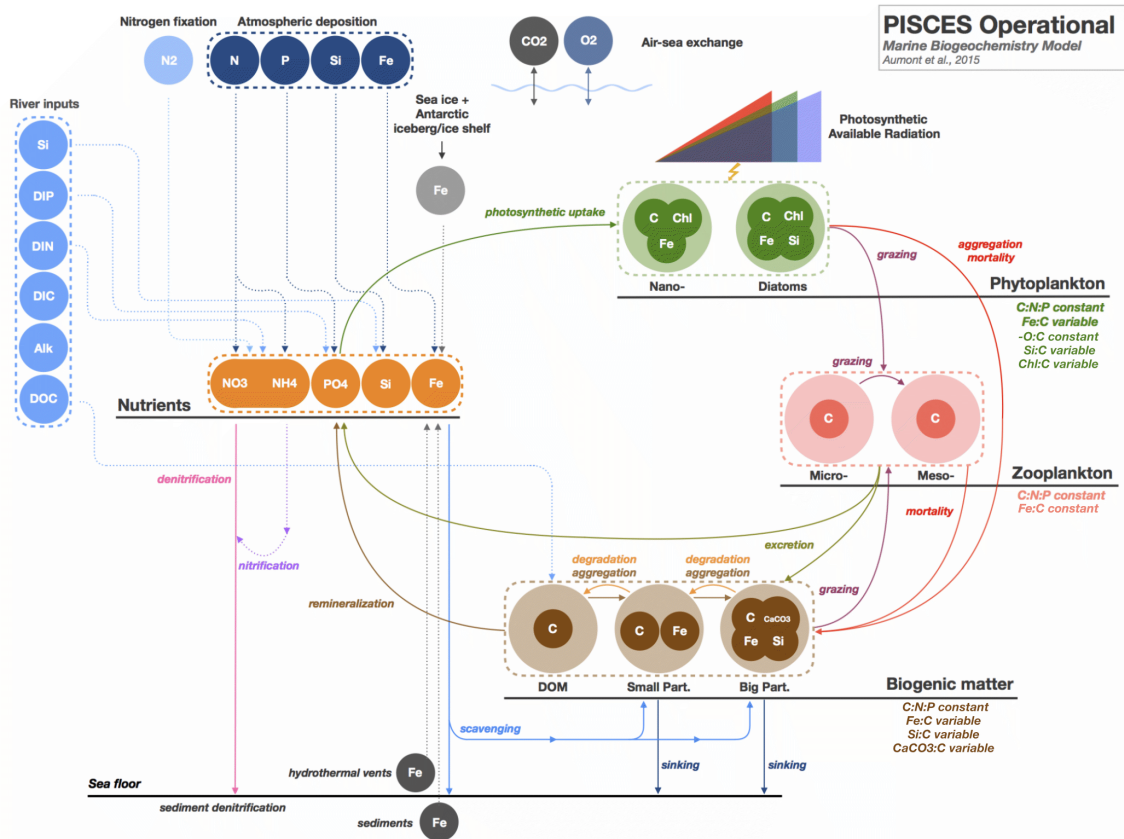 PISCES Operational
Marine Biogeochemistry Model
Aumont et al., 2015
Nitrogen fixation
Atmospheric deposition
N2
N
P
Si
Fe
CO2
O2
Air-sea exchange
River inputs
Si
DIP
DIN
DIC
Alk
DOC
Sea ice +
Antarctic
iceberg/ice shelf
Fe
Photosynthetic
Available Radiation
photosynthetic uptake
C
Chl
Fe
C
Chl
Fe
Si
Nano-
Diatoms
grazing
aggregation
mortality
Phytoplankton
C:N:P constant
Fe:C variable
-O:C constant
Si:C variable
Chl:C variable
NO3
NH4
PO4
Si
Fe
Nutrients
grazing
C
C
Micro-
Meso-
Zooplankton
C:N:P constant
Fe:C constant
denitrification
nitrification
mortality
excretion
degradation
aggregation
degradation
aggregation
grazing
remineralization
C
C
Fe
C
CaCO3
Fe
Si
DOM
Small Part.
Big Part.
Biogenic matter
C:N:P constant
Fe:C variable
Si:C variable
CaCO3:C variable
scavenging
sinking
sinking
hydrothermal vents
Fe
Sea floor
sediment denitrification
sediments
Fe